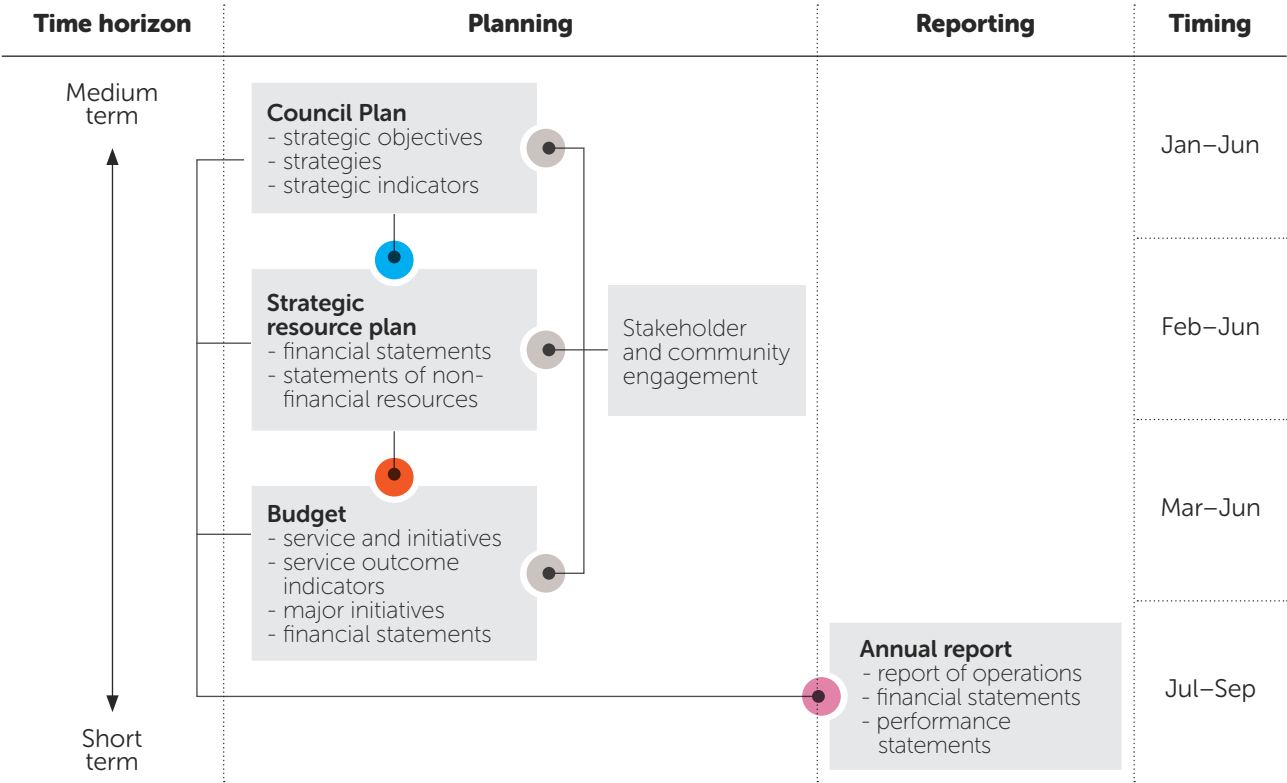 Time horizon
Planning
Reporting
Timing
Medium
term
Council Plan
- strategic objectives
- strategies
- strategic indicators
Jan–Jun
Strategic
resource plan
- financial statements
- statements of non-
financial resources
Stakeholder
and community
engagement
Feb–Jun
Budget
- service and initiatives
- service outcome
indicators
- major initiatives
- financial statements
Mar–Jun
Annual report
- report of operations
- financial statements
- performance
statements
Jul–Sep
Short
term